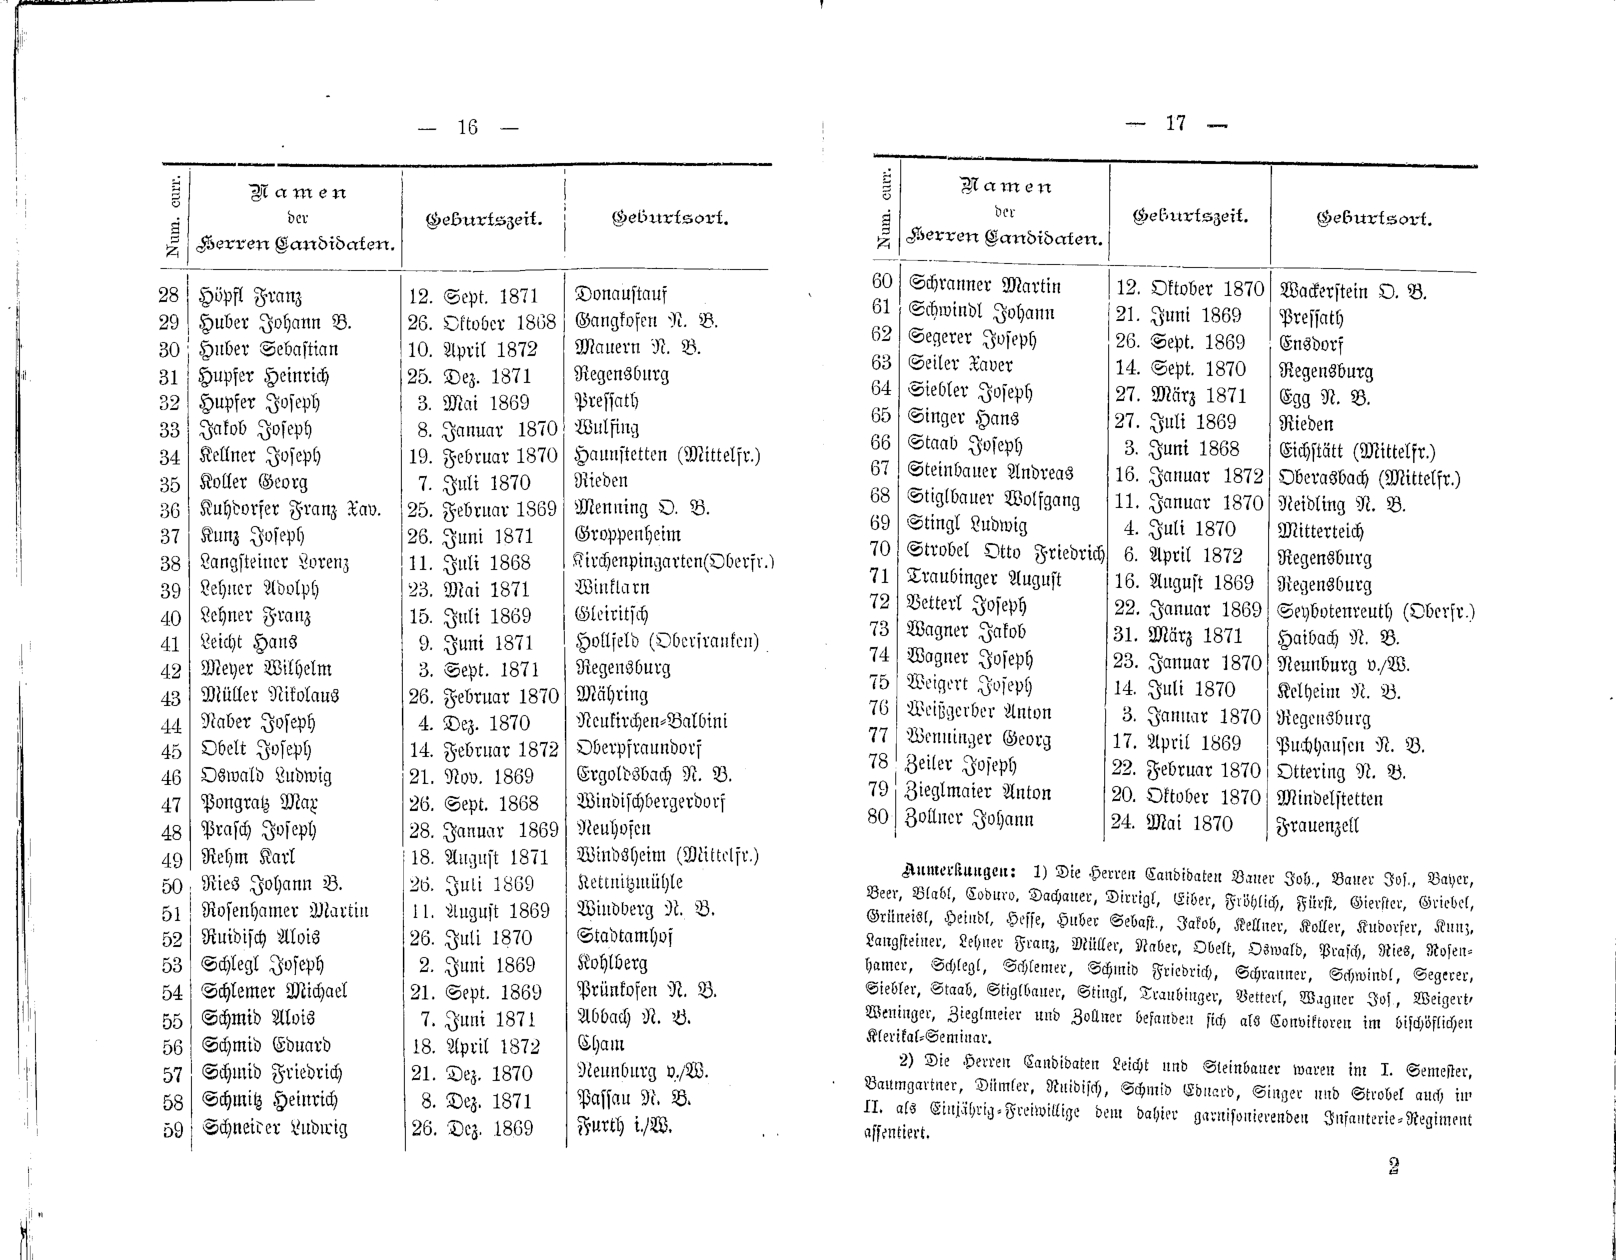 — 16 —
Num. curr.
Namen
der
Herren Candidaten.
Geburtszeit.
Geburtsort.
28 Höpfl Franz 12. Sept. 1871 Donaustauf
29 Huber Johann B. 26. Oktober 1868 Gangkofen N. B.
30 Huber Sebastian 10. April 1872 Mauern N. B.
31 Hupfer Heinrich 25. Dez. 1871 Regensburg
32 Hupfer Joseph 3. Mai 1869 Pressath
33 Jakob Joseph 8. Januar 1870 Wulfing
34 Kellner Joseph 19. Februar 1870 Haunstetten (Mittelfr.)
35 Koller Georg 7. Juli 1870 Rieden
36 Kuhdorfer Franz Xav. 25. Februar 1869 Menning O. B.
37 Kunz Joseph 26. Juni 1871 Groppenheim
38 Langsteiner Lorenz 11. Juli 1868 Kirchenpingarten(Oberfr.)
39 Lehner Adolph 23. Mai 1871 Winklarn
40 Lehner Franz 15. Juli 1869 Gleiritsch
41 Leicht Hans 9. Juni 1871 Hollfeld (Oberfranken)
42 Meyer Wilhelm 3. Sept. 1871 Regensburg
43 Müller Nikolaus 26. Februar 1870 Mähring
44 Naber Joseph 4. Dez. 1870 Neukirchen-Balbini
45 Obelt Joseph 14. Februar 1872 Oberpfraundorf
46 Oswald Ludwig 21. Nov. 1869 Ergoldsbach N. B.
47 Pongratz Max 26. Sept. 1868 Windischbergerdorf
48 Prasch Joseph 28. Januar 1869 Neuhofen
49 Rehm Karl 18. August 1871 Windsheim (Mittelfr.)
50 Ries Johann B. 26. Juli 1869 Kettnitzmühle
51 Rosenhamer Martin 11. August 1869 Windberg N. B.
52 Ruidisch Alois 26. Juli 1870 Stadtamhof
53 Schlegl Joseph 2. Juni 1869 Kohlberg
54 Schlemer Michael 21. Sept. 1869 Prünkofen N. B.
55 Schmid Alois 7. Juni 1871 Abbach N. B.
56 Schmid Eduard 18. April 1872 Cham
57 Schmid Friedrich 21. Dez. 1870 Neunburg v./W.
58 Schmitz Heinrich 8. Dez. 1871 Passau N. B.
59 Schneider Ludwig 26. Dez. 1869 Furth i./W.
— 17 —
Num. curr.
Namen
der
Herren Candidaten.
Geburtszeit.
Geburtsort.
60 Schranner Martin 12. Oktober 1870 Wackerstein O. B.
61 Schwindl Johann 21. Juni 1869 Pressath
62 Segerer Joseph 26. Sept. 1869 Ensdorf
63 Seiler Xaver 14. Sept. 1870 Regensburg
64 Siebler Joseph 27. März 1871 Egg N. B.
65 Singer Hans 27. Juli 1869 Rieden
66 Staab Joseph 3. Juni 1868 Eichstätt (Mittelfr.)
67 Steinbauer Andreas 16. Januar 1872 Oberasbach (Mittelfr.)
68 Stiglbauer Wolfgang 11. Januar 1870 Neidling N. B.
69 Stingl Ludwig 4. Juli 1870 Mitterteich
70 Strobel Otto Friedrich 6. April 1872 Regensburg
71 Traubinger August 16. August 1869 Regensburg
72 Vetterl Joseph 22. Januar 1869 Seybotenreuth (Oberfr.)
73 Wagner Jakob 31. März 1871 Haibach N. B.
74 Wagner Joseph 23. Januar 1870 Neunburg v./W.
75 Weigert Joseph 14. Juli 1870 Kelheim N. B.
76 Weißgerber Anton 3. Januar 1870 Regensburg
77 Wenninger Georg 17. April 1869 Puchhausen N. B.
78 Zeiler Joseph 22. Februar 1870 Ottering N. B.
79 Zieglmaier Anton 20. Oktober 1870 Mindelstetten
80 Zollner Johann 24. Mai 1870 Frauenzell
Anmerkungen: 1) Die Herren Candidaten Bauer Joh., Bauer Jos., Bayer,
Beer, Blabl, Coduro, Dachauer, Dirrigl, Eiber, Fröhlich, Fürst, Gierster, Griebel,
Grüneisl, Heindl, Hesse, Huber Sebast., Jakob, Kellner, Koller, Kudorfer, Kunz,
Langsteiner, Lehner Franz, Müller, Naber, Obelt, Oswald, Prasch, Ries, Rosen-
hamer, Schlegl, Schlemer, Schmid Friedrich, Schranner, Schwindl, Segerer,
Siebler, Staab, Stiglbauer, Stingl, Traubinger, Vetterl, Wagner Jos., Weigert,
Weninger, Zieglmeier und Zollner befanden sich als Conviktoren im bischöflichen
Klerikal-Seminar.
2) Die Herren Candidaten Leicht und Steinbauer waren im I. Semester,
Baumgartner, Dümler, Ruidisch, Schmid Eduard, Singer und Strobel auch im
II. als Einjährig-Freiwillige dem dahier garnisonierenden Infanterie-Regiment
assentiert.
2